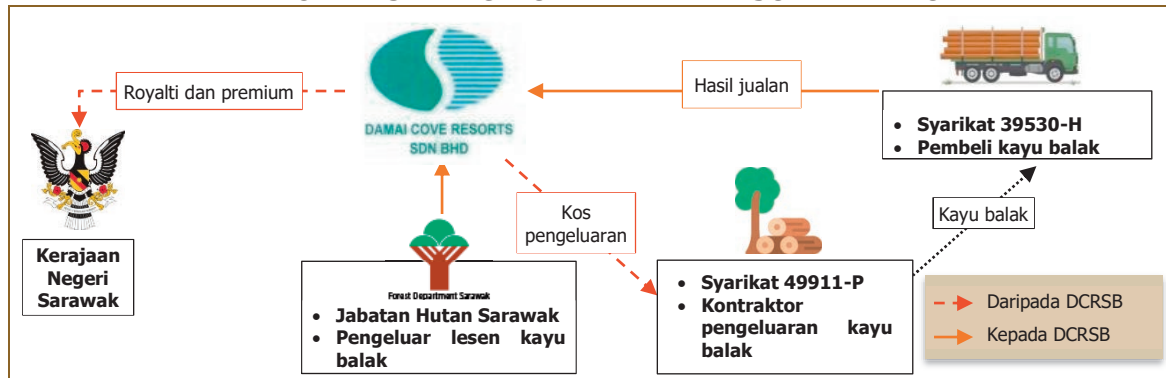 Royalti dan premium
DAMAI COVE RESORTS
SDN BHD
Hasil jualan
• Syarikat 39530-H
• Pembeli kayu balak
Kerajaan
Negeri
Sarawak
Forest Department Sarawak
• Jabatan Hutan Sarawak
• Pengeluar lesen kayu
balak
Kos
pengeluaran
• Syarikat 49911-P
• Kontraktor
pengeluaran kayu
balak
Kayu balak
Daripada DCRSB
Kepada DCRSB